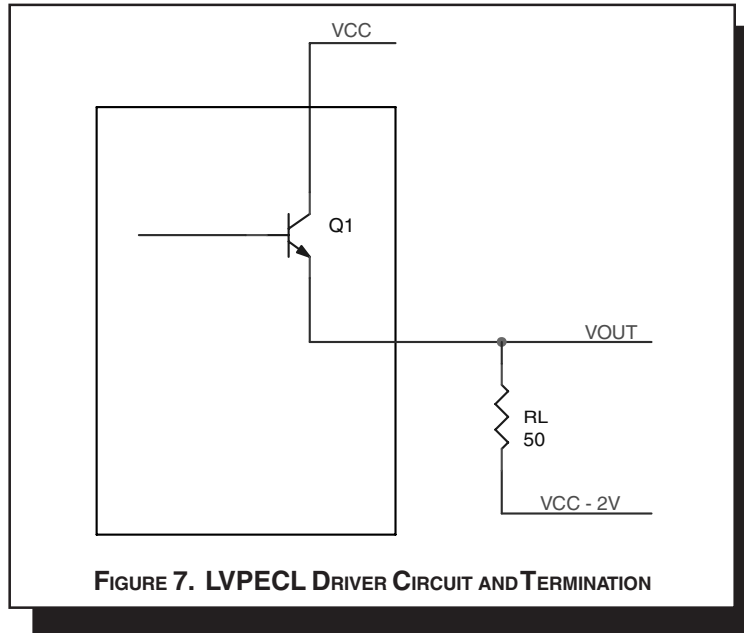 VCC
Q1
VOUT
RL
50
VCC - 2V
FIGURE 7. LVPECL DRIVER CIRCUIT AND TERMINATION